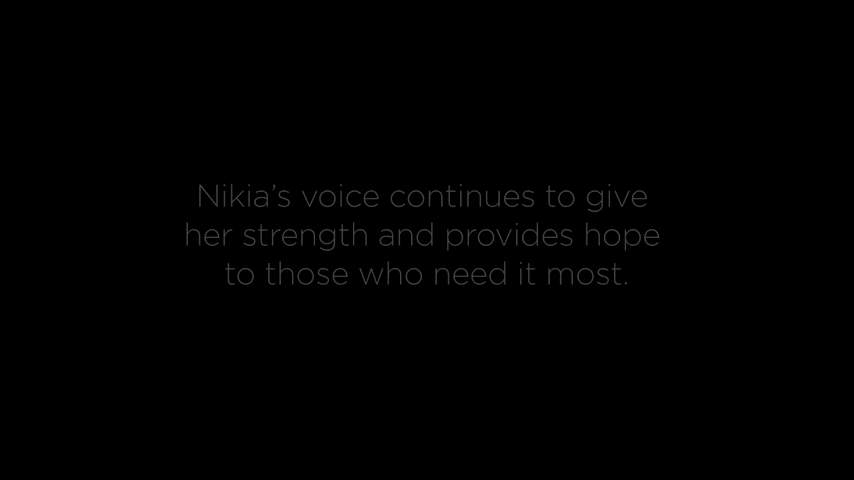 Nikia’s voice continues to give
her strength and provides hope
to those who need it most.